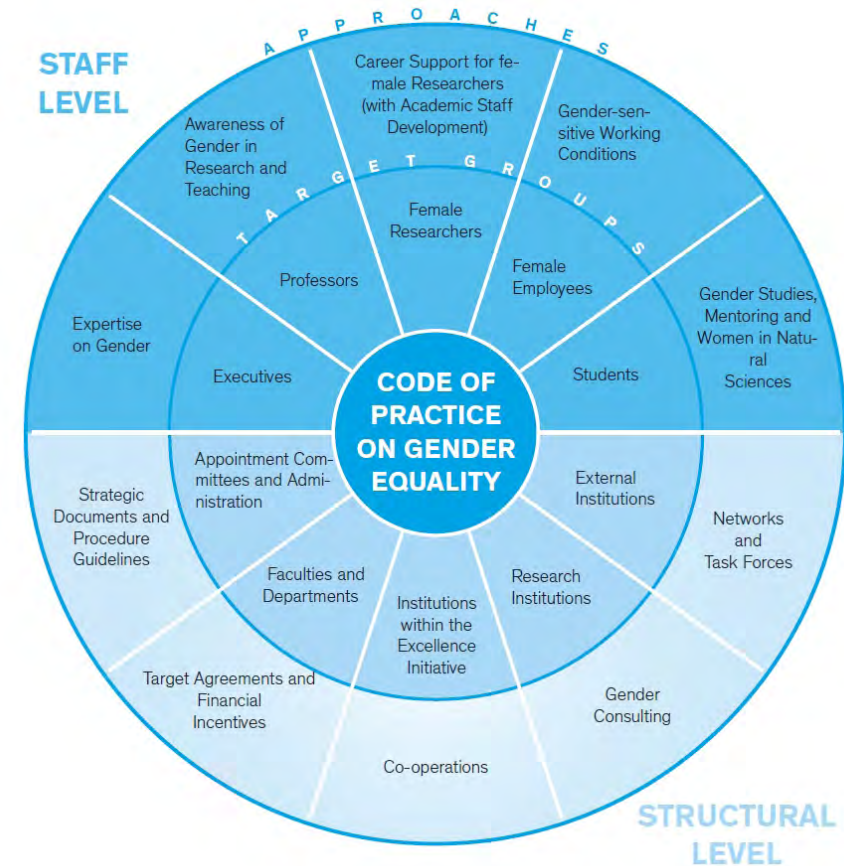 APPROACHES
STAFF
LEVEL
Career Support for fe-
male Researchers
(with Academic Staff
Development)
Awareness of
Gender in
Research and
Teaching
Gender-sen-
sitive Working
Conditions
TARGET GROUPS
Female
Researchers
Professors
Female
Employees
Expertise
on Gender
Executives
Students
Gender Studies,
Mentoring and
Women in Natu-
ral
Sciences
CODE OF
PRACTICE
ON GENDER
EQUALITY
Appointment Com-
mittees and Admi-
nistration
External
Institutions
Strategic
Documents and
Procedure
Guidelines
Networks
and
Task Forces
Faculties and
Departments
Institutions
within the
Excellence
Initiative
Research
Institutions
Target Agreements and
Financial
Incentives
Gender
Consulting
Co-operations
STRUCTURAL
LEVEL